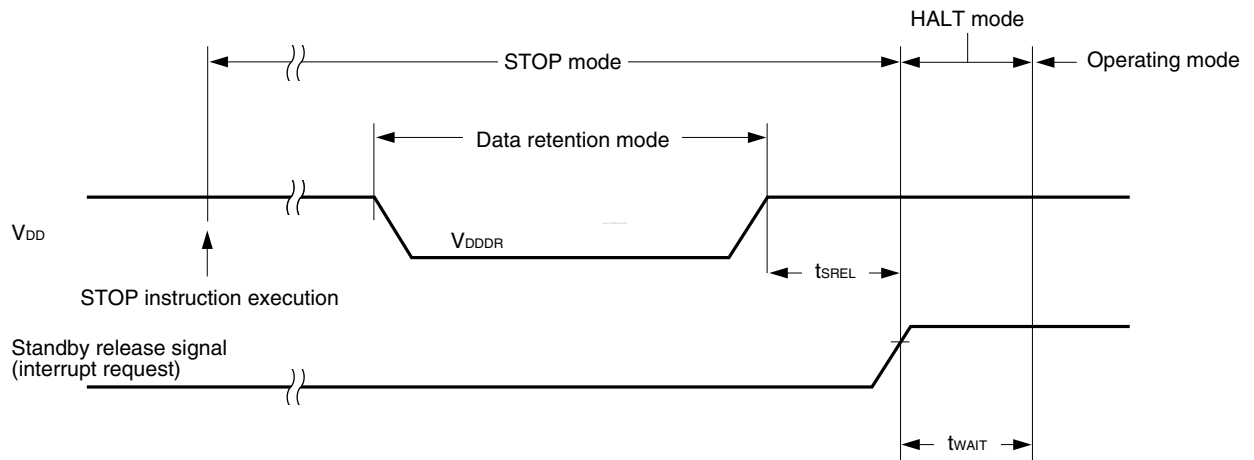 HALT mode
STOP mode
Operating mode
Data retention mode
VDD
VDDDR
tSREL
STOP instruction execution
Standby release signal
(interrupt request)
tWAIT